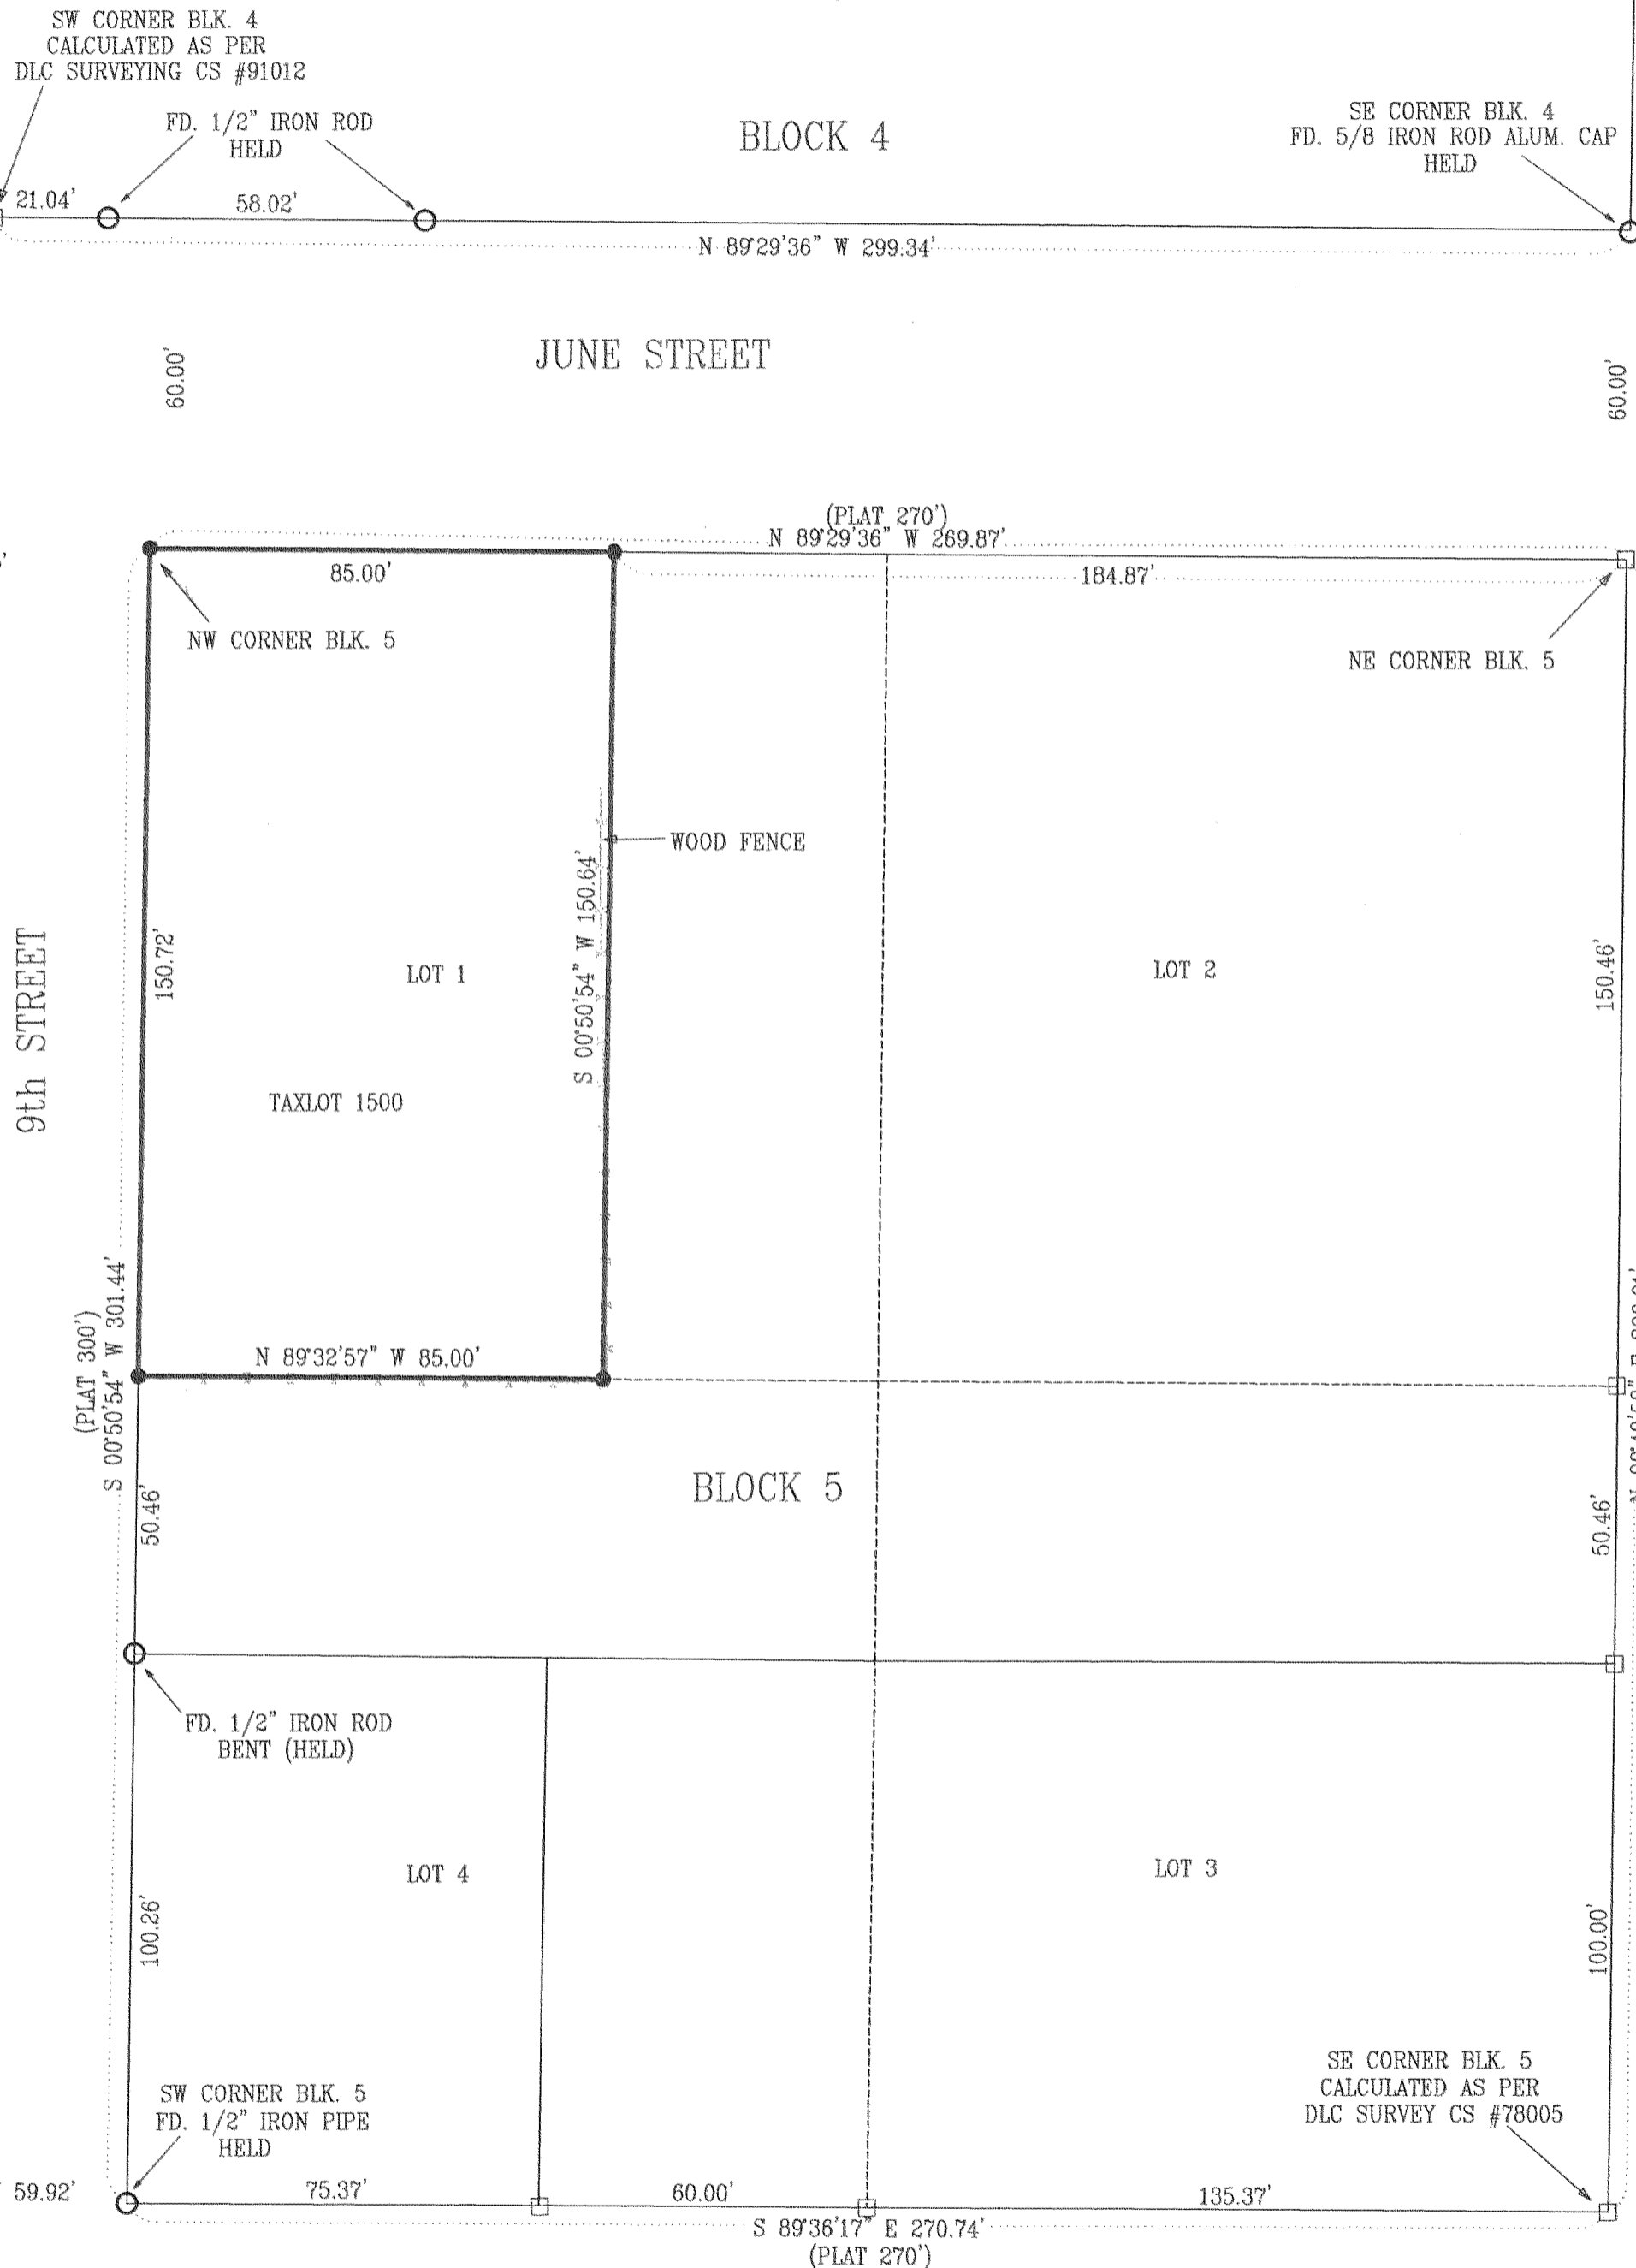 SW CORNER BLK. 4
CALCULATED AS PER
DLC SURVEYING CS #91012
FD. 1/2" IRON ROD
HELD
BLOCK 4
SE CORNER BLK. 4
FD. 5/8 IRON ROD ALUM. CAP
HELD
21.04'
58.02'
N 89°29'36" W 299.34'
JUNE STREET
60.00'
60.00'
(PLAT 270')
N 89°29'36" W 269.87'
85.00'
184.87'
NW CORNER BLK. 5
NE CORNER BLK. 5
WOOD FENCE
S 00°50'54" W 150.64'
150.72'
LOT 1
LOT 2
150.46'
9th STREET
TAXLOT 1500
(PLAT 300')
S 00°50'54" W 301.44'
N 89°32'57" W 85.00'
BLOCK 5
50.46'
50.46'
FD. 1/2" IRON ROD
BENT (HELD)
LOT 4
LOT 3
100.26'
100.00'
SW CORNER BLK. 5
FD. 1/2" IRON PIPE
HELD
SE CORNER BLK. 5
CALCULATED AS PER
DLC SURVEY CS #78005
59.92'
75.37'
60.00'
135.37'
S 89°36'17" E 270.74'
(PLAT 270')